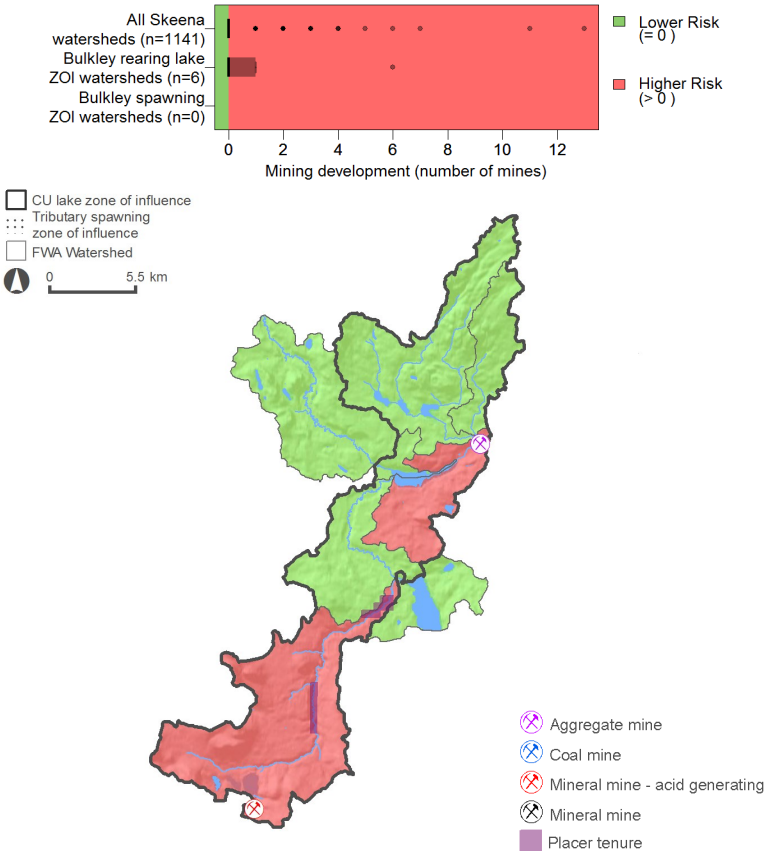 All Skeena
watersheds (n=1141)
Bulkley rearing lake
ZOI watersheds (n=6)
Bulkley spawning
ZOI watersheds (n=0)
0 2 4 6 8 10 12
Mining development (number of mines)
Lower Risk
(= 0 )
Higher Risk
(> 0 )
CU lake zone of influence
Tributary spawning
zone of influence
FWA Watershed
0 5.5 km
Aggregate mine
Coal mine
Mineral mine - acid generating
Mineral mine
Placer tenure